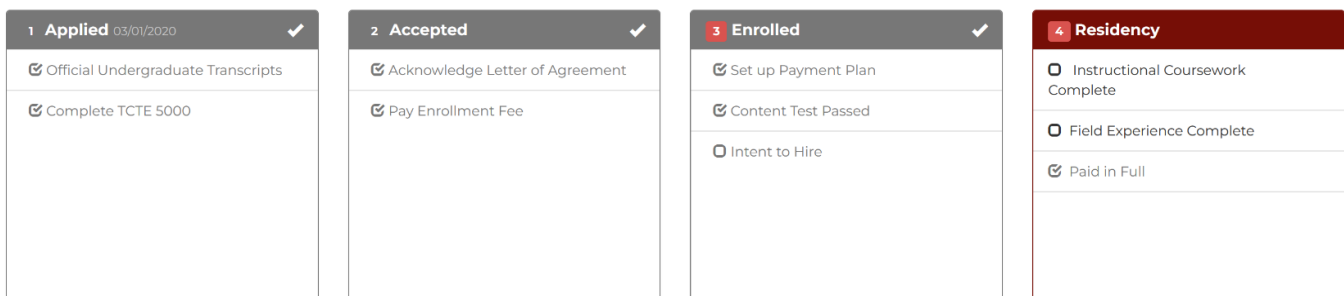 1 Applied 03/01/2020
Official Undergraduate Transcripts
Complete TCTE 5000
2 Accepted
Acknowledge Letter of Agreement
Pay Enrollment Fee
3 Enrolled
Set up Payment Plan
Content Test Passed
Intent to Hire
4 Residency
Instructional Coursework
Complete
Field Experience Complete
Paid in Full